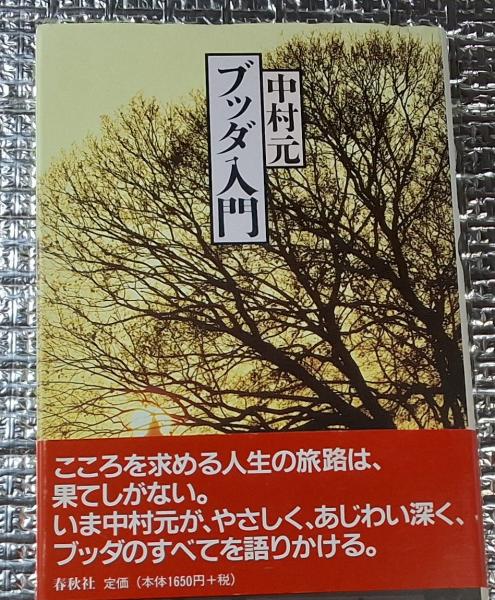 中村元
ブッダ入門
こころを求める人生の旅路は、
果てしがない。
いま中村元が、やさしく、あじわい深く、
ブッダのすべてを語りかける。
春秋社 定価（本体1650円＋税）